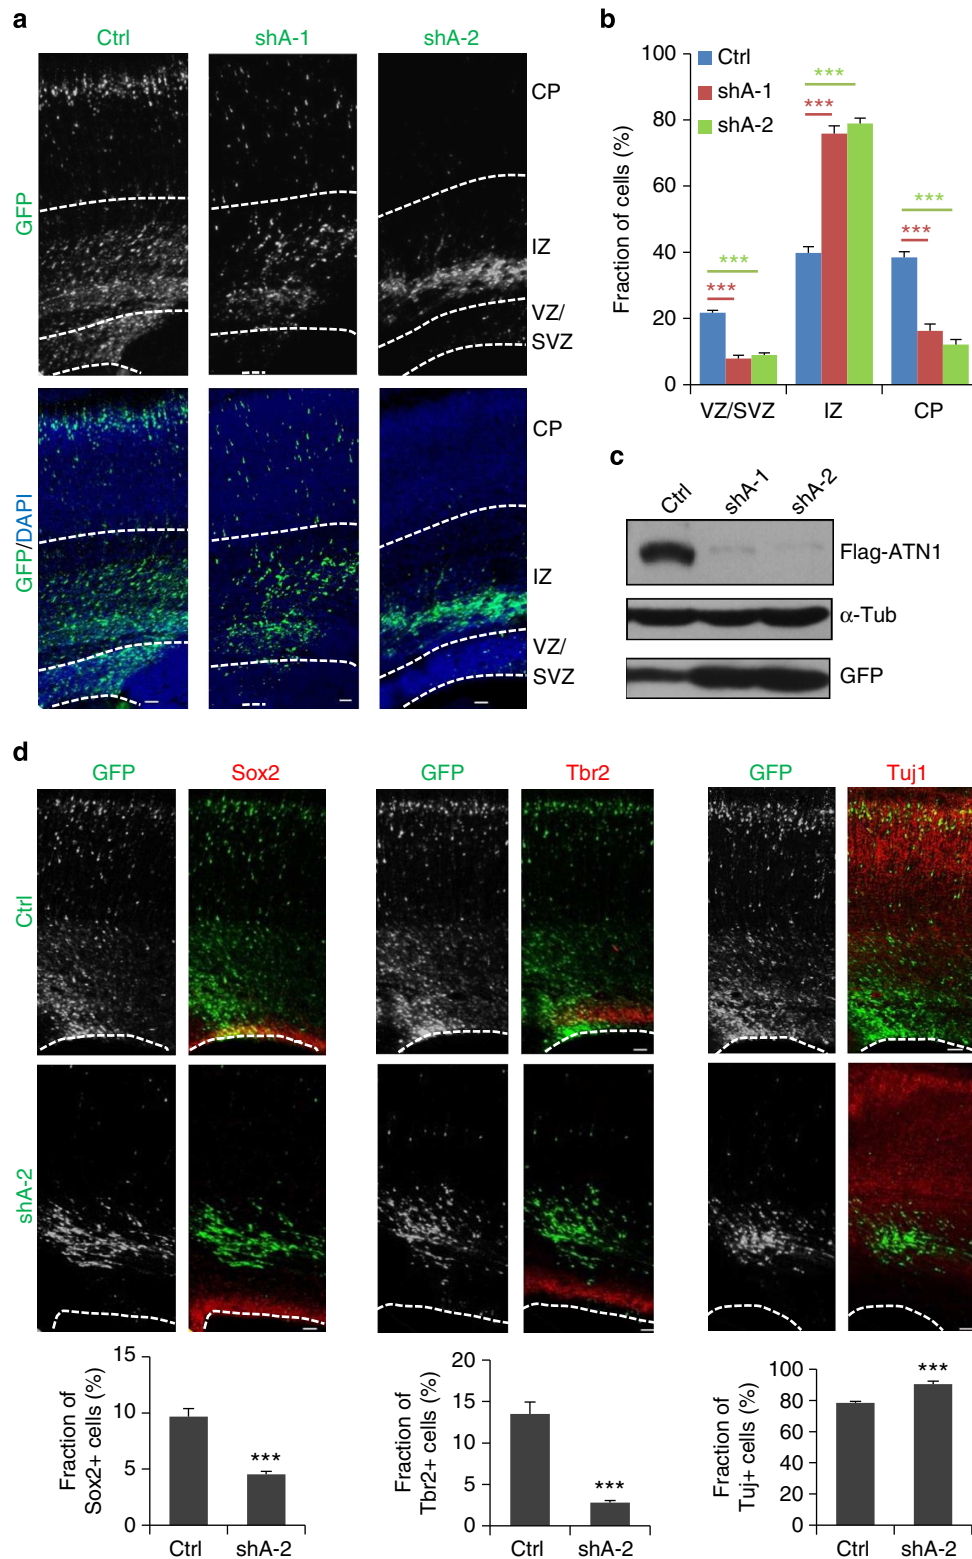 a
Ctrl
shA-1
shA-2
GFP
CP
IZ
VZ/
SVZ
GFP/DAPI
CP
IZ
VZ/
SVZ
b
Fraction of cells (%)
100
80
60
40
20
0
Ctrl
shA-1
shA-2
***
***
***
***
***
***
VZ/SVZ
IZ
CP
c
Ctrl
shA-1
shA-2
Flag-ATN1
α-Tub
GFP
d
GFP
Sox2
GFP
Tbr2
GFP
Tuj1
Ctrl
shA-2
Fraction of
Sox2+ cells (%)
15
10
5
0
***
Ctrl
shA-2
Fraction of
Tbr2+ cells (%)
20
15
10
5
0
***
Ctrl
shA-2
Fraction of
Tuj+ cells (%)
100
80
60
40
20
0
***
Ctrl
shA-2